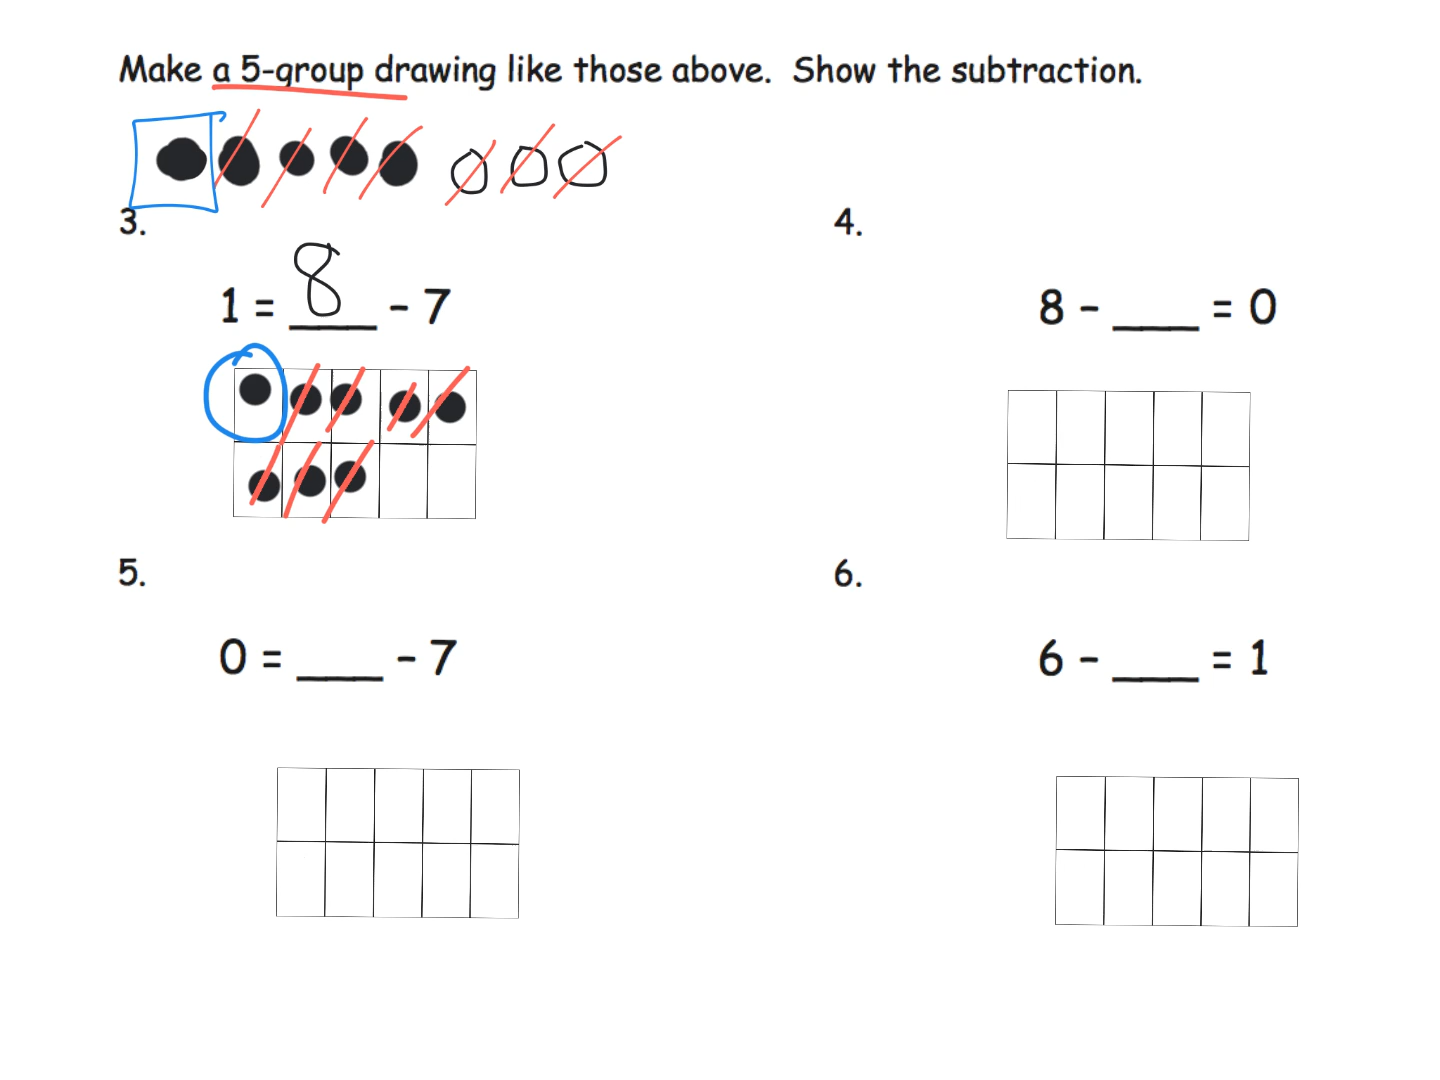 Make a 5-group drawing like those above. Show the subtraction.
3.
4.
1 = 8 - 7
8 - ___ = 0
5.
6.
0 = ___ - 7
6 - ___ = 1